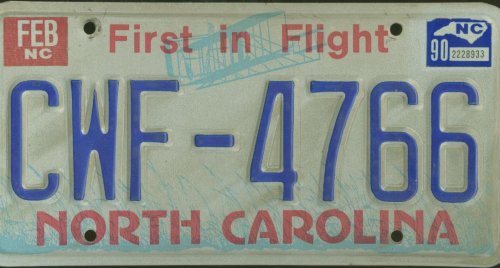 FEB
NC
First in Flight
NC
90 2228933
CWF-4766
NORTH CAROLINA